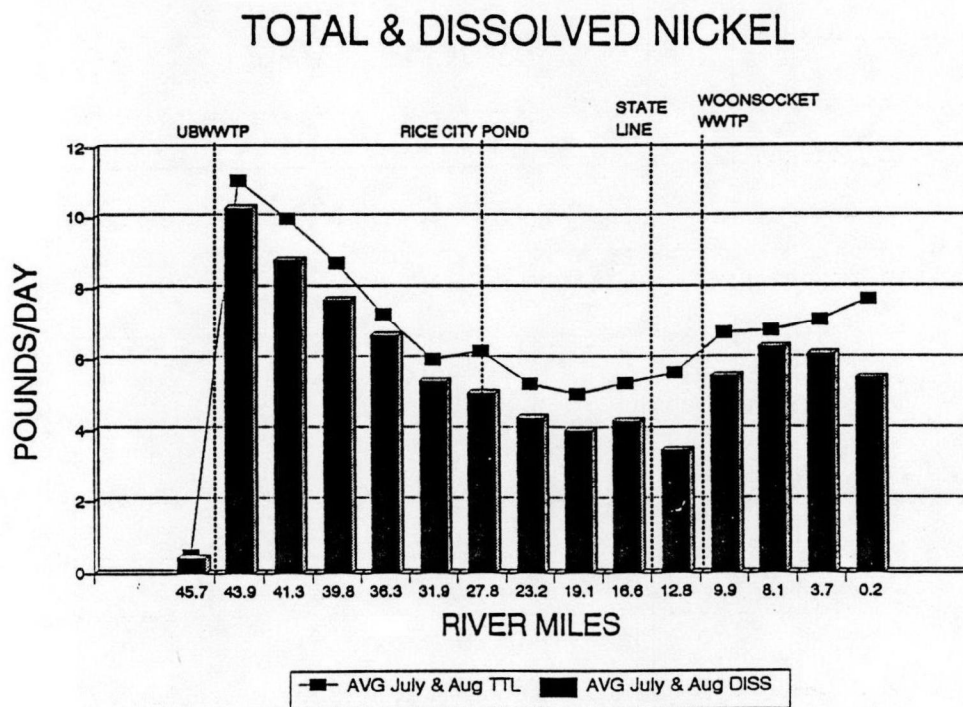 TOTAL & DISSOLVED NICKEL
UBWWTP
RICE CITY POND
STATE
LINE
WOONSOCKET
WWTP
12
10
8
6
4
2
0
POUNDS/DAY
45.7 43.9 41.3 39.8 36.3 31.9 27.8 23.2 19.1 16.6 12.8 9.9 8.1 3.7 0.2
RIVER MILES
AVG July & Aug TTL AVG July & Aug DISS